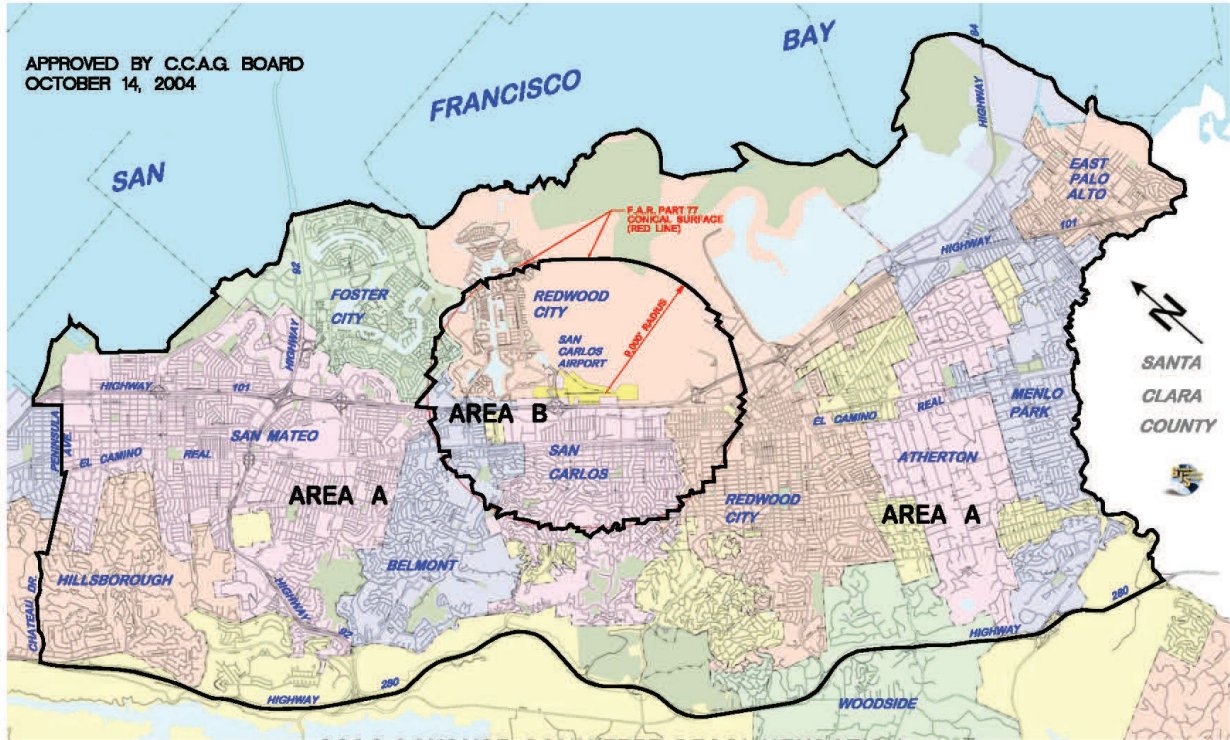 APPROVED BY C.C.A.G. BOARD
OCTOBER 14, 2004
SAN
FRANCISCO
BAY
HIGHWAY
84
EAST
PALO
ALTO
101
HIGHWAY
F.A.R. PART 77
CONICAL SURFACE
(RED LINE)
92
HIGHWAY
FOSTER
CITY
REDWOOD
CITY
SAN
CARLOS
AIRPORT
9,000' RADIUS
N
SANTA
CLARA
COUNTY
HIGHWAY
101
PENINSULA
AVE.
EL CAMINO
REAL
SAN MATEO
AREA B
SAN
CARLOS
EL CAMINO
REAL
MENLO
PARK
ATHERTON
AREA A
REDWOOD
CITY
AREA A
BELMONT
HILLSBOROUGH
CHATEAU DR.
HIGHWAY
92
HIGHWAY
280
HIGHWAY
280
WOODSIDE